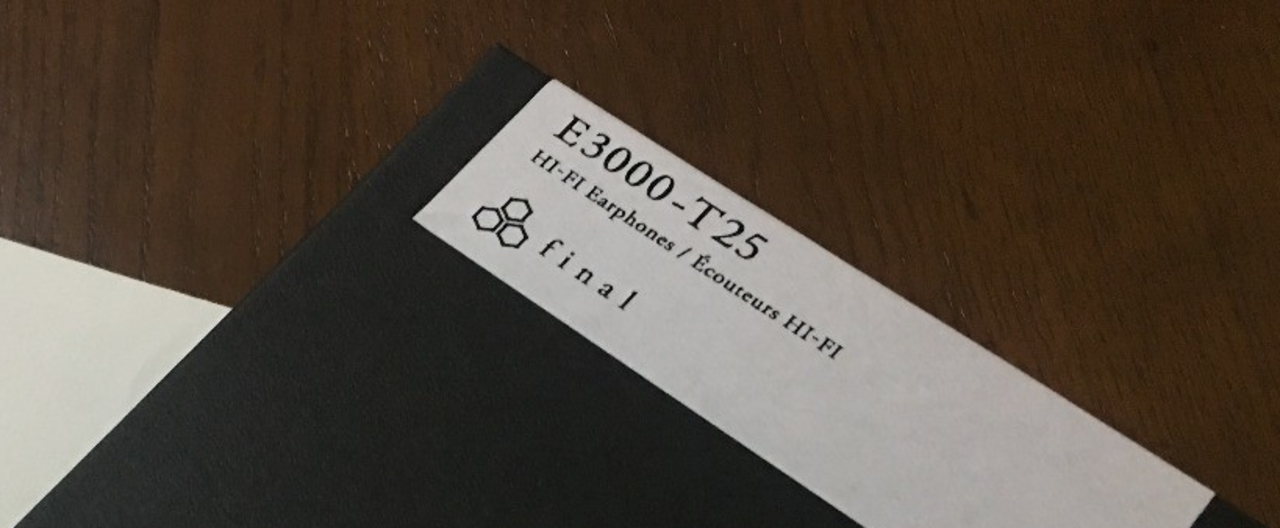 E3000-T25
HI-FI Earphones / Écouteurs HI-FI
final